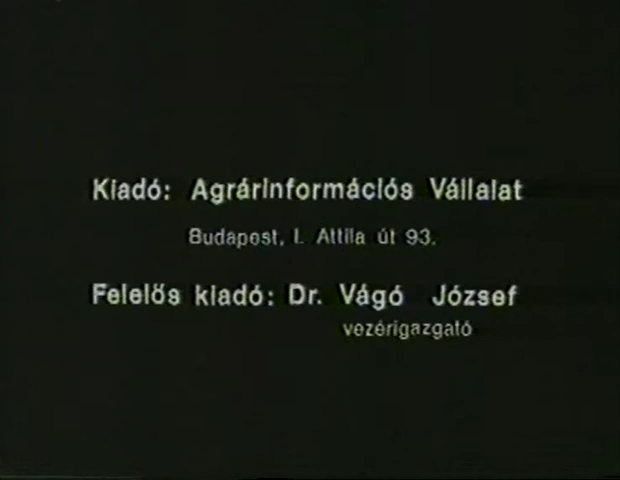 Kiadó: Agrárinformációs Vállalat
Budapest, I. Attila út 93.
Felelős kiadó: Dr. Vágó József
vezérigazgató